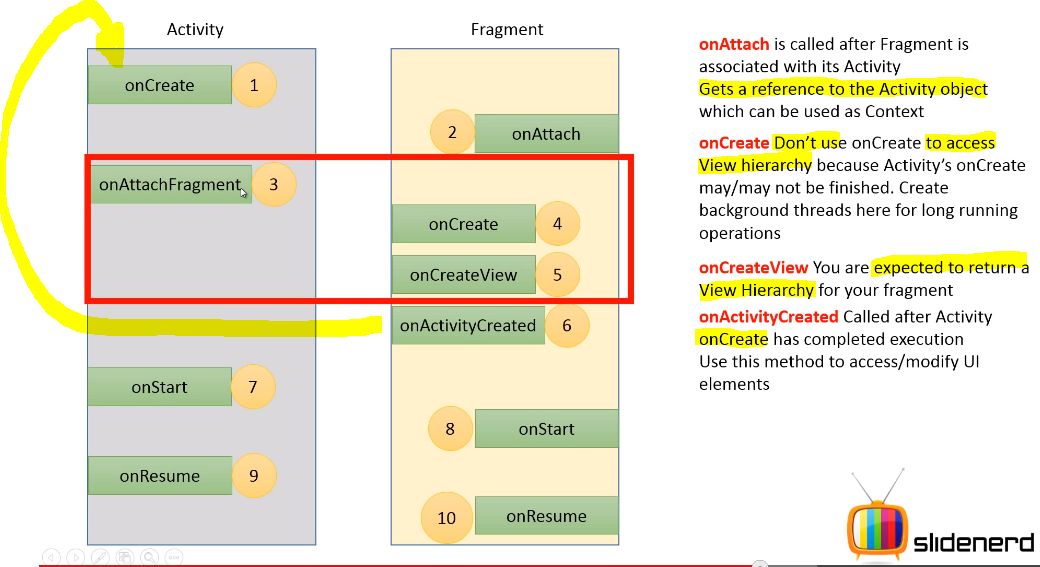 Activity
Fragment
onCreate 1
2 onAttach
onAttachFragment 3
onCreate 4
onCreateView 5
onActivityCreated 6
onStart 7
8 onStart
onResume 9
10 onResume
onAttach is called after Fragment is
associated with its Activity
Gets a reference to the Activity object
which can be used as Context
onCreate Don't use onCreate to access
View hierarchy because Activity's onCreate
may/may not be finished. Create
background threads here for long running
operations
onCreateView You are expected to return a
View Hierarchy for your fragment
onActivityCreated Called after Activity
onCreate has completed execution
Use this method to access/modify UI
elements
slidenerd